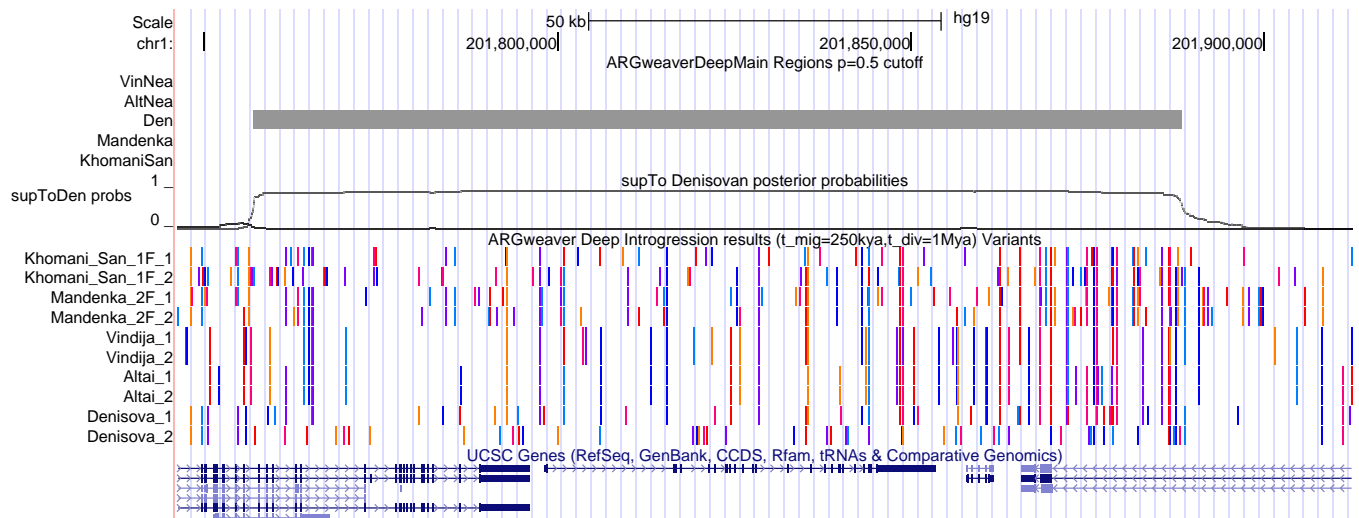 Scale 50 kb hg19
chr1: 201,800,000 201,850,000 201,900,000
ARGweaverDeepMain Regions p=0.5 cutoff
VinNea
AltNea
Den
Mandenka
KhomaniSan
supTo Denisovan posterior probabilities
1 _
supToDen probs
0 _
ARGweaver Deep Introgression results (t_mig=250kya,t_div=1Mya) Variants
Khomani_San_1F_1
Khomani_San_1F_2
Mandenka_2F_1
Mandenka_2F_2
Vindija_1
Vindija_2
Altai_1
Altai_2
Denisova_1
Denisova_2
UCSC Genes (RefSeq, GenBank, CCDS, Rfam, tRNAs & Comparative Genomics)